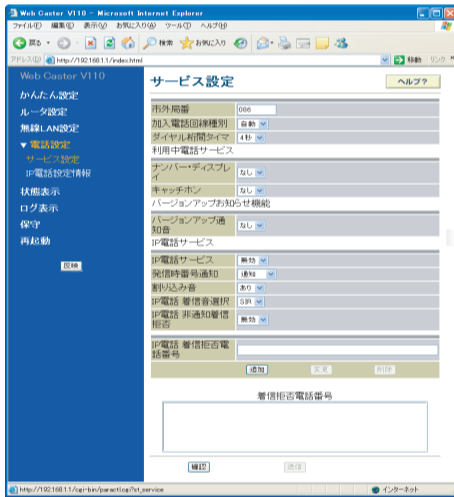 Web Caster V110 - Microsoft Internet Explorer
ファイル(F) 編集(E) 表示(V) お気に入り(A) ツール(T) ヘルプ(H)
戻る 検索 お気に入り
アドレス(D) http://192.168.1.1/index.html 移動 リンク
Web Caster V110
かんたん設定
ルータ設定
無線LAN設定
▼ 電話設定
サービス設定
IP電話設定情報
状態表示
ログ表示
保守
再起動
反映
サービス設定 ヘルプ?
市外局番 086
加入電話回線種別 自動
ダイヤル桁間タイマ 4秒
利用中電話サービス
ナンバー・ディスプレイ なし
キャッチホン なし
バージョンアップお知らせ機能
バージョンアップ通知音 なし
IP電話サービス
IP電話サービス 無効
発信時番号通知 通知
割り込み音 あり
IP電話 着信音選択 SIR
IP電話 非通知着信拒否 無効
IP電話 着信拒否電話番号
追加 変更 削除
着信拒否電話番号
確認 送信
http://192.168.1.1/cgi-bin/paract.cgi?st_service インターネット